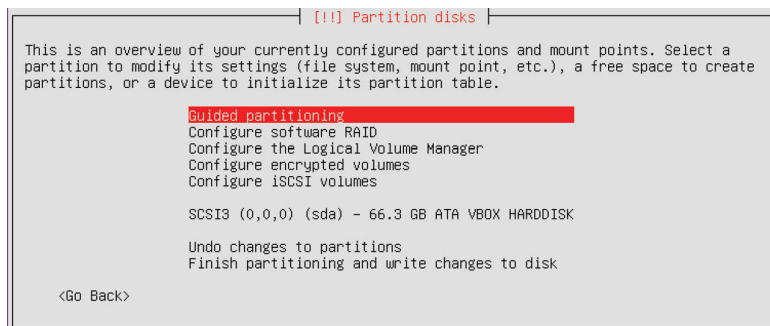 [!!] Partition disks
This is an overview of your currently configured partitions and mount points. Select a
partition to modify its settings (file system, mount point, etc.), a free space to create
partitions, or a device to initialize its partition table.
Guided partitioning
Configure software RAID
Configure the Logical Volume Manager
Configure encrypted volumes
Configure iSCSI volumes
SCSI3 (0,0,0) (sda) - 66.3 GB ATA VBOX HARDDISK
Undo changes to partitions
Finish partitioning and write changes to disk
<Go Back>